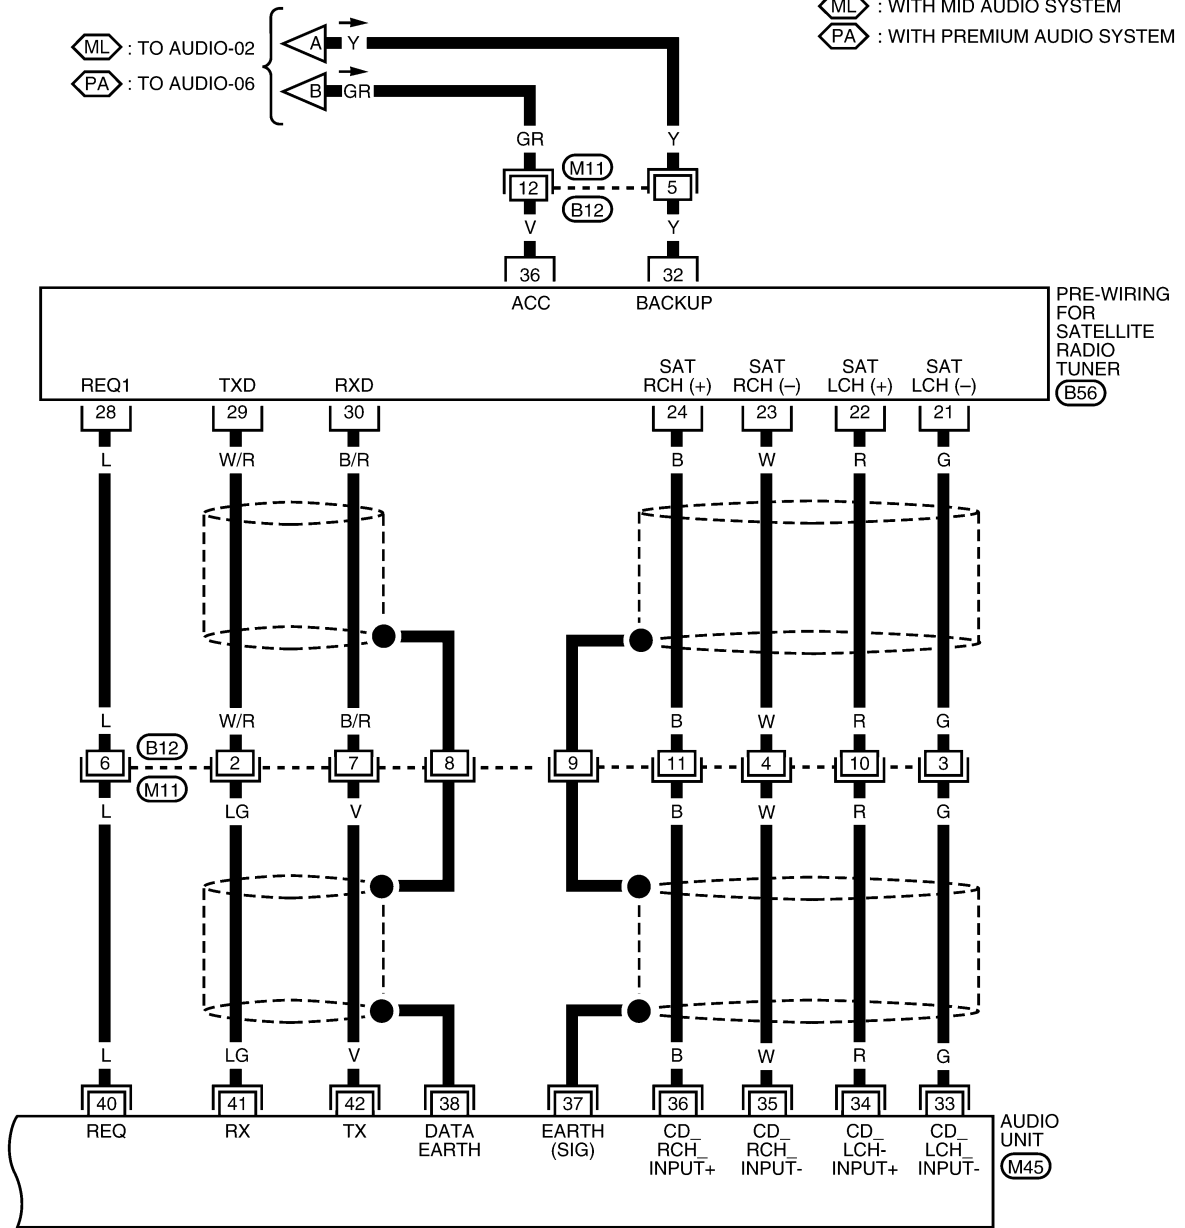 ML : WITH MID AUDIO SYSTEM
PA : WITH PREMIUM AUDIO SYSTEM
ML : TO AUDIO-02
PA : TO AUDIO-06
A Y
B GR
GR Y
M11
12 5
B12
V Y
36 32
ACC BACKUP
PRE-WIRING
FOR
SATELLITE
RADIO
TUNER
B56
REQ1 TXD RXD
SAT SAT SAT SAT
RCH (+) RCH (–) LCH (+) LCH (–)
28 29 30 24 23 22 21
L W/R B/R B W R G
L W/R B/R B W R G
B12
6 2 7 8 9 11 4 10 3
M11
L LG V B W R G
L LG V B W R G
40 41 42 38 37 36 35 34 33
REQ RX TX
DATA
EARTH
EARTH
(SIG)
CD_
RCH_
INPUT+
CD_
RCH_
INPUT-
CD_
LCH-
INPUT+
CD_
LCH_
INPUT-
AUDIO
UNIT
M45